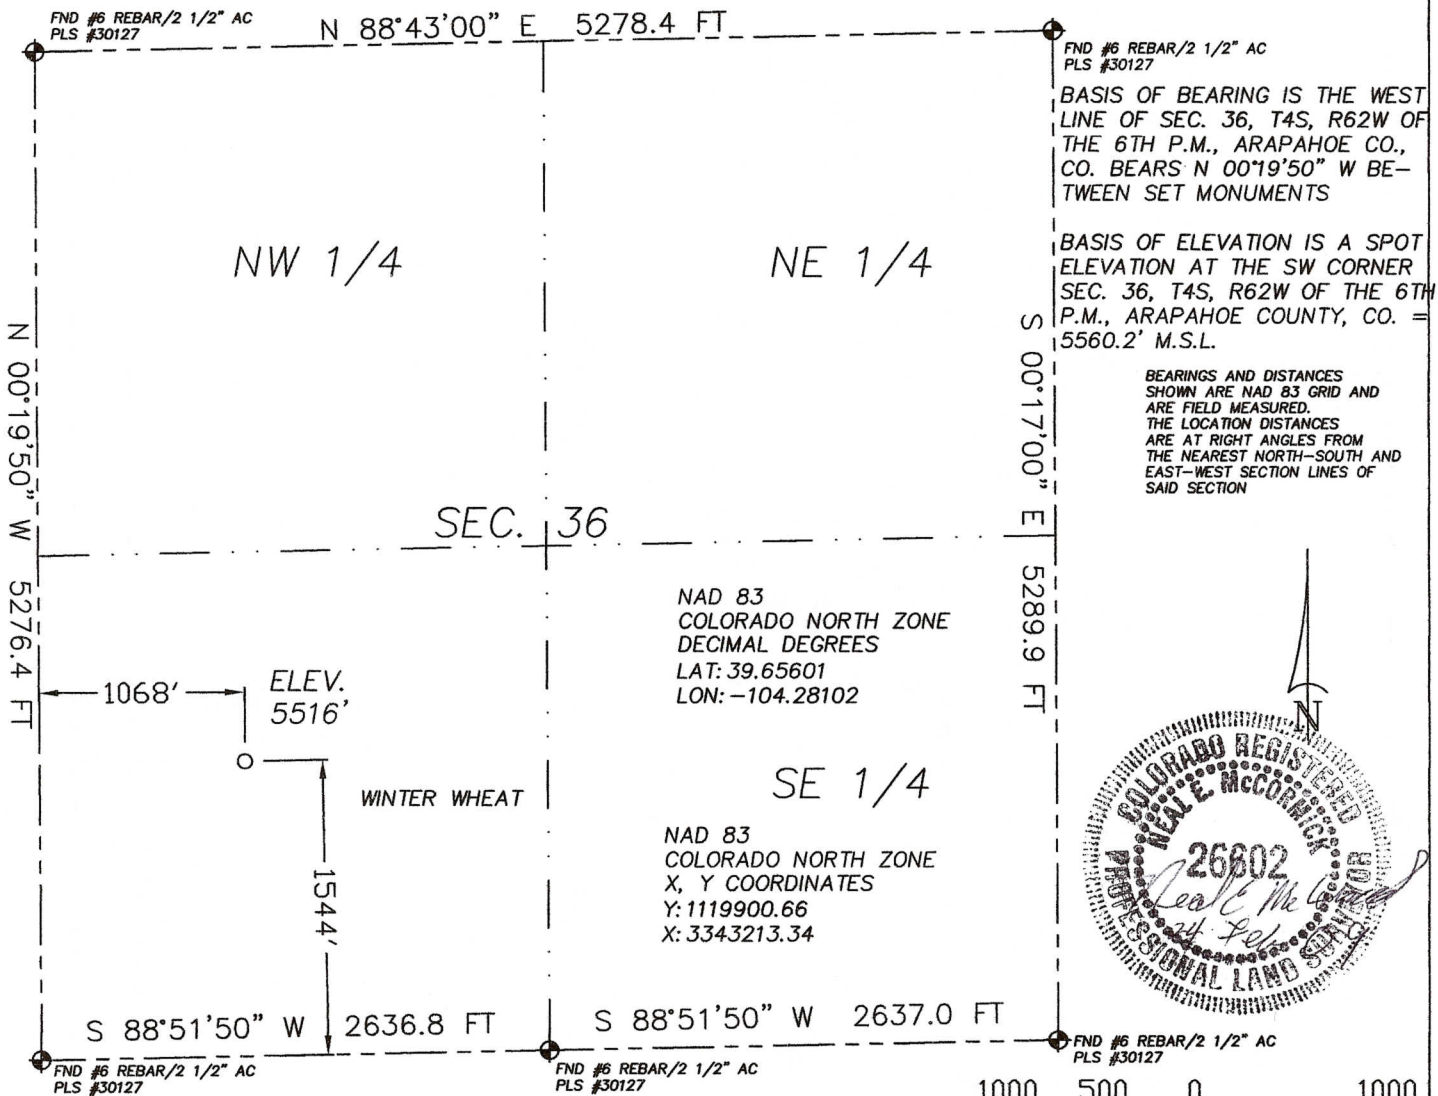 FND #6 REBAR/2 1/2" AC
PLS #30127
N 88°43'00" E 5278.4 FT
FND #6 REBAR/2 1/2" AC
PLS #30127
BASIS OF BEARING IS THE WEST
LINE OF SEC. 36, T4S, R62W OF
THE 6TH P.M., ARAPAHOE CO.,
CO. BEARS N 00°19'50" W BE-
TWEEN SET MONUMENTS
NW 1/4
NE 1/4
BASIS OF ELEVATION IS A SPOT
ELEVATION AT THE SW CORNER
SEC. 36, T4S, R62W OF THE 6TH
P.M., ARAPAHOE COUNTY, CO. =
5560.2' M.S.L.
N 00°19'50" W 5276.4 FT
S 00°17'00" E 5289.9 FT
BEARINGS AND DISTANCES
SHOWN ARE NAD 83 GRID AND
ARE FIELD MEASURED.
THE LOCATION DISTANCES
ARE AT RIGHT ANGLES FROM
THE NEAREST NORTH-SOUTH AND
EAST-WEST SECTION LINES OF
SAID SECTION
SEC. 36
NAD 83
COLORADO NORTH ZONE
DECIMAL DEGREES
LAT: 39.65601
LON: -104.28102
1068'
ELEV.
5516'
N
WINTER WHEAT
SE 1/4
1544'
NAD 83
COLORADO NORTH ZONE
X, Y COORDINATES
Y: 1119900.66
X: 3343213.34
COLORADO REGISTERED
NEAL E. McCORMICK
26602
Neal E McCormick
24 Feb
PROFESSIONAL LAND SURVEYOR
S 88°51'50" W 2636.8 FT
S 88°51'50" W 2637.0 FT
FND #6 REBAR/2 1/2" AC
PLS #30127
FND #6 REBAR/2 1/2" AC
PLS #30127
FND #6 REBAR/2 1/2" AC
PLS #30127
1000 500 0 1000